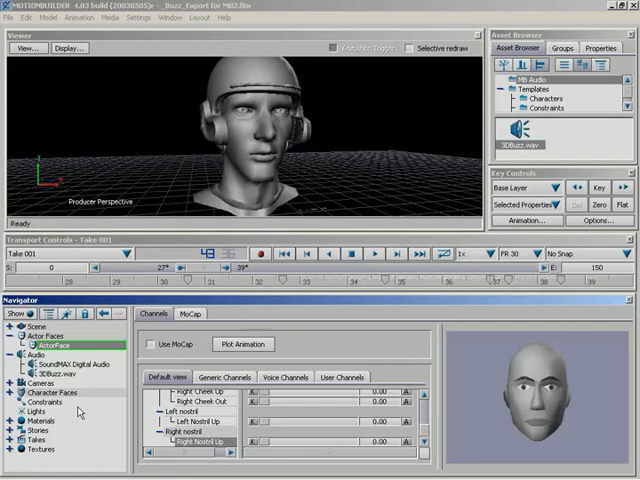 MOTIONBUILDER 4.03 build (20030505)r - _Buzz_Export for M02.fbx
File Edit Model Animation Media Settings Window Layout Help
Viewer
View... Display... Animation Trigger Selective redraw
Producer Perspective
Ready
Asset Browser
Asset Browser Groups Properties
MB Audio
Templates
Characters
Constraints
3DBuzz.wav
Key Controls
Base Layer Key
Selected Properties Zero Flat
Animation... Options...
Transport Controls - Take 001
Take 001 43 36 1x FR 30 No Snap
S: 0 27* 39* E: 150
28 29 30 31 32 33 34 35 36 37 38 39
Navigator
Show
Scene
Actor Faces
ActorFace
Audio
SoundMAX Digital Audio
3DBuzz.wav
Cameras
Character Faces
Constraints
Lights
Materials
Stories
Takes
Textures
Channels MoCap
Use MoCap Plot Animation
Default view Generic Channels Voice Channels User Channels
Right Cheek Up K 0.00 A
Right Cheek Out K 0.00 A
Left nostril
Left Nostril Up K 0.00 A
Right nostril
Right Nostril Up K 0.00 A